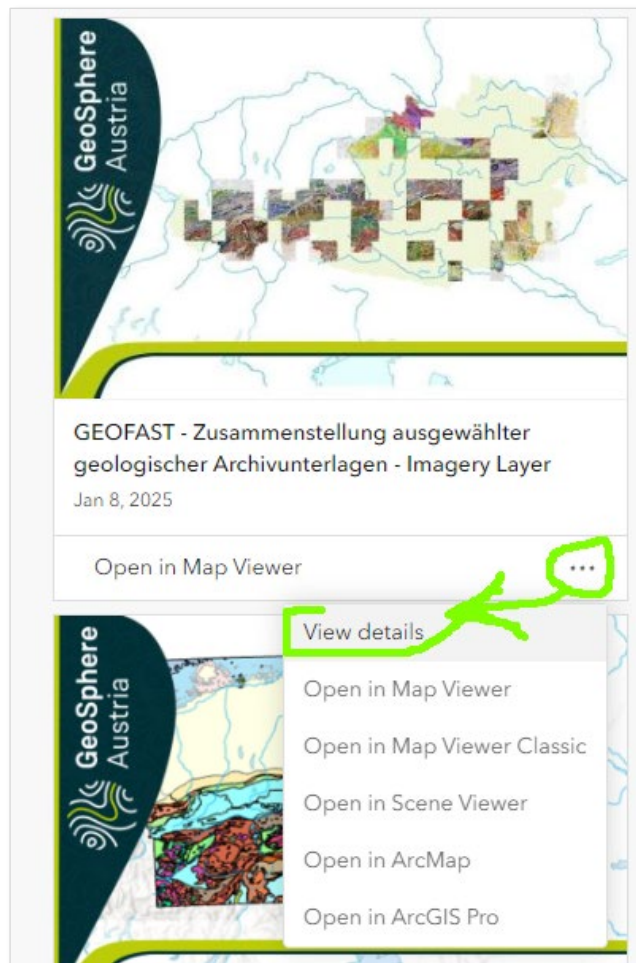 GeoSphere
Austria
GEOFAST - Zusammenstellung ausgewählter
geologischer Archivunterlagen - Imagery Layer
Jan 8, 2025
Open in Map Viewer
...
GeoSphere
Austria
View details
Open in Map Viewer
Open in Map Viewer Classic
Open in Scene Viewer
Open in ArcMap
Open in ArcGIS Pro